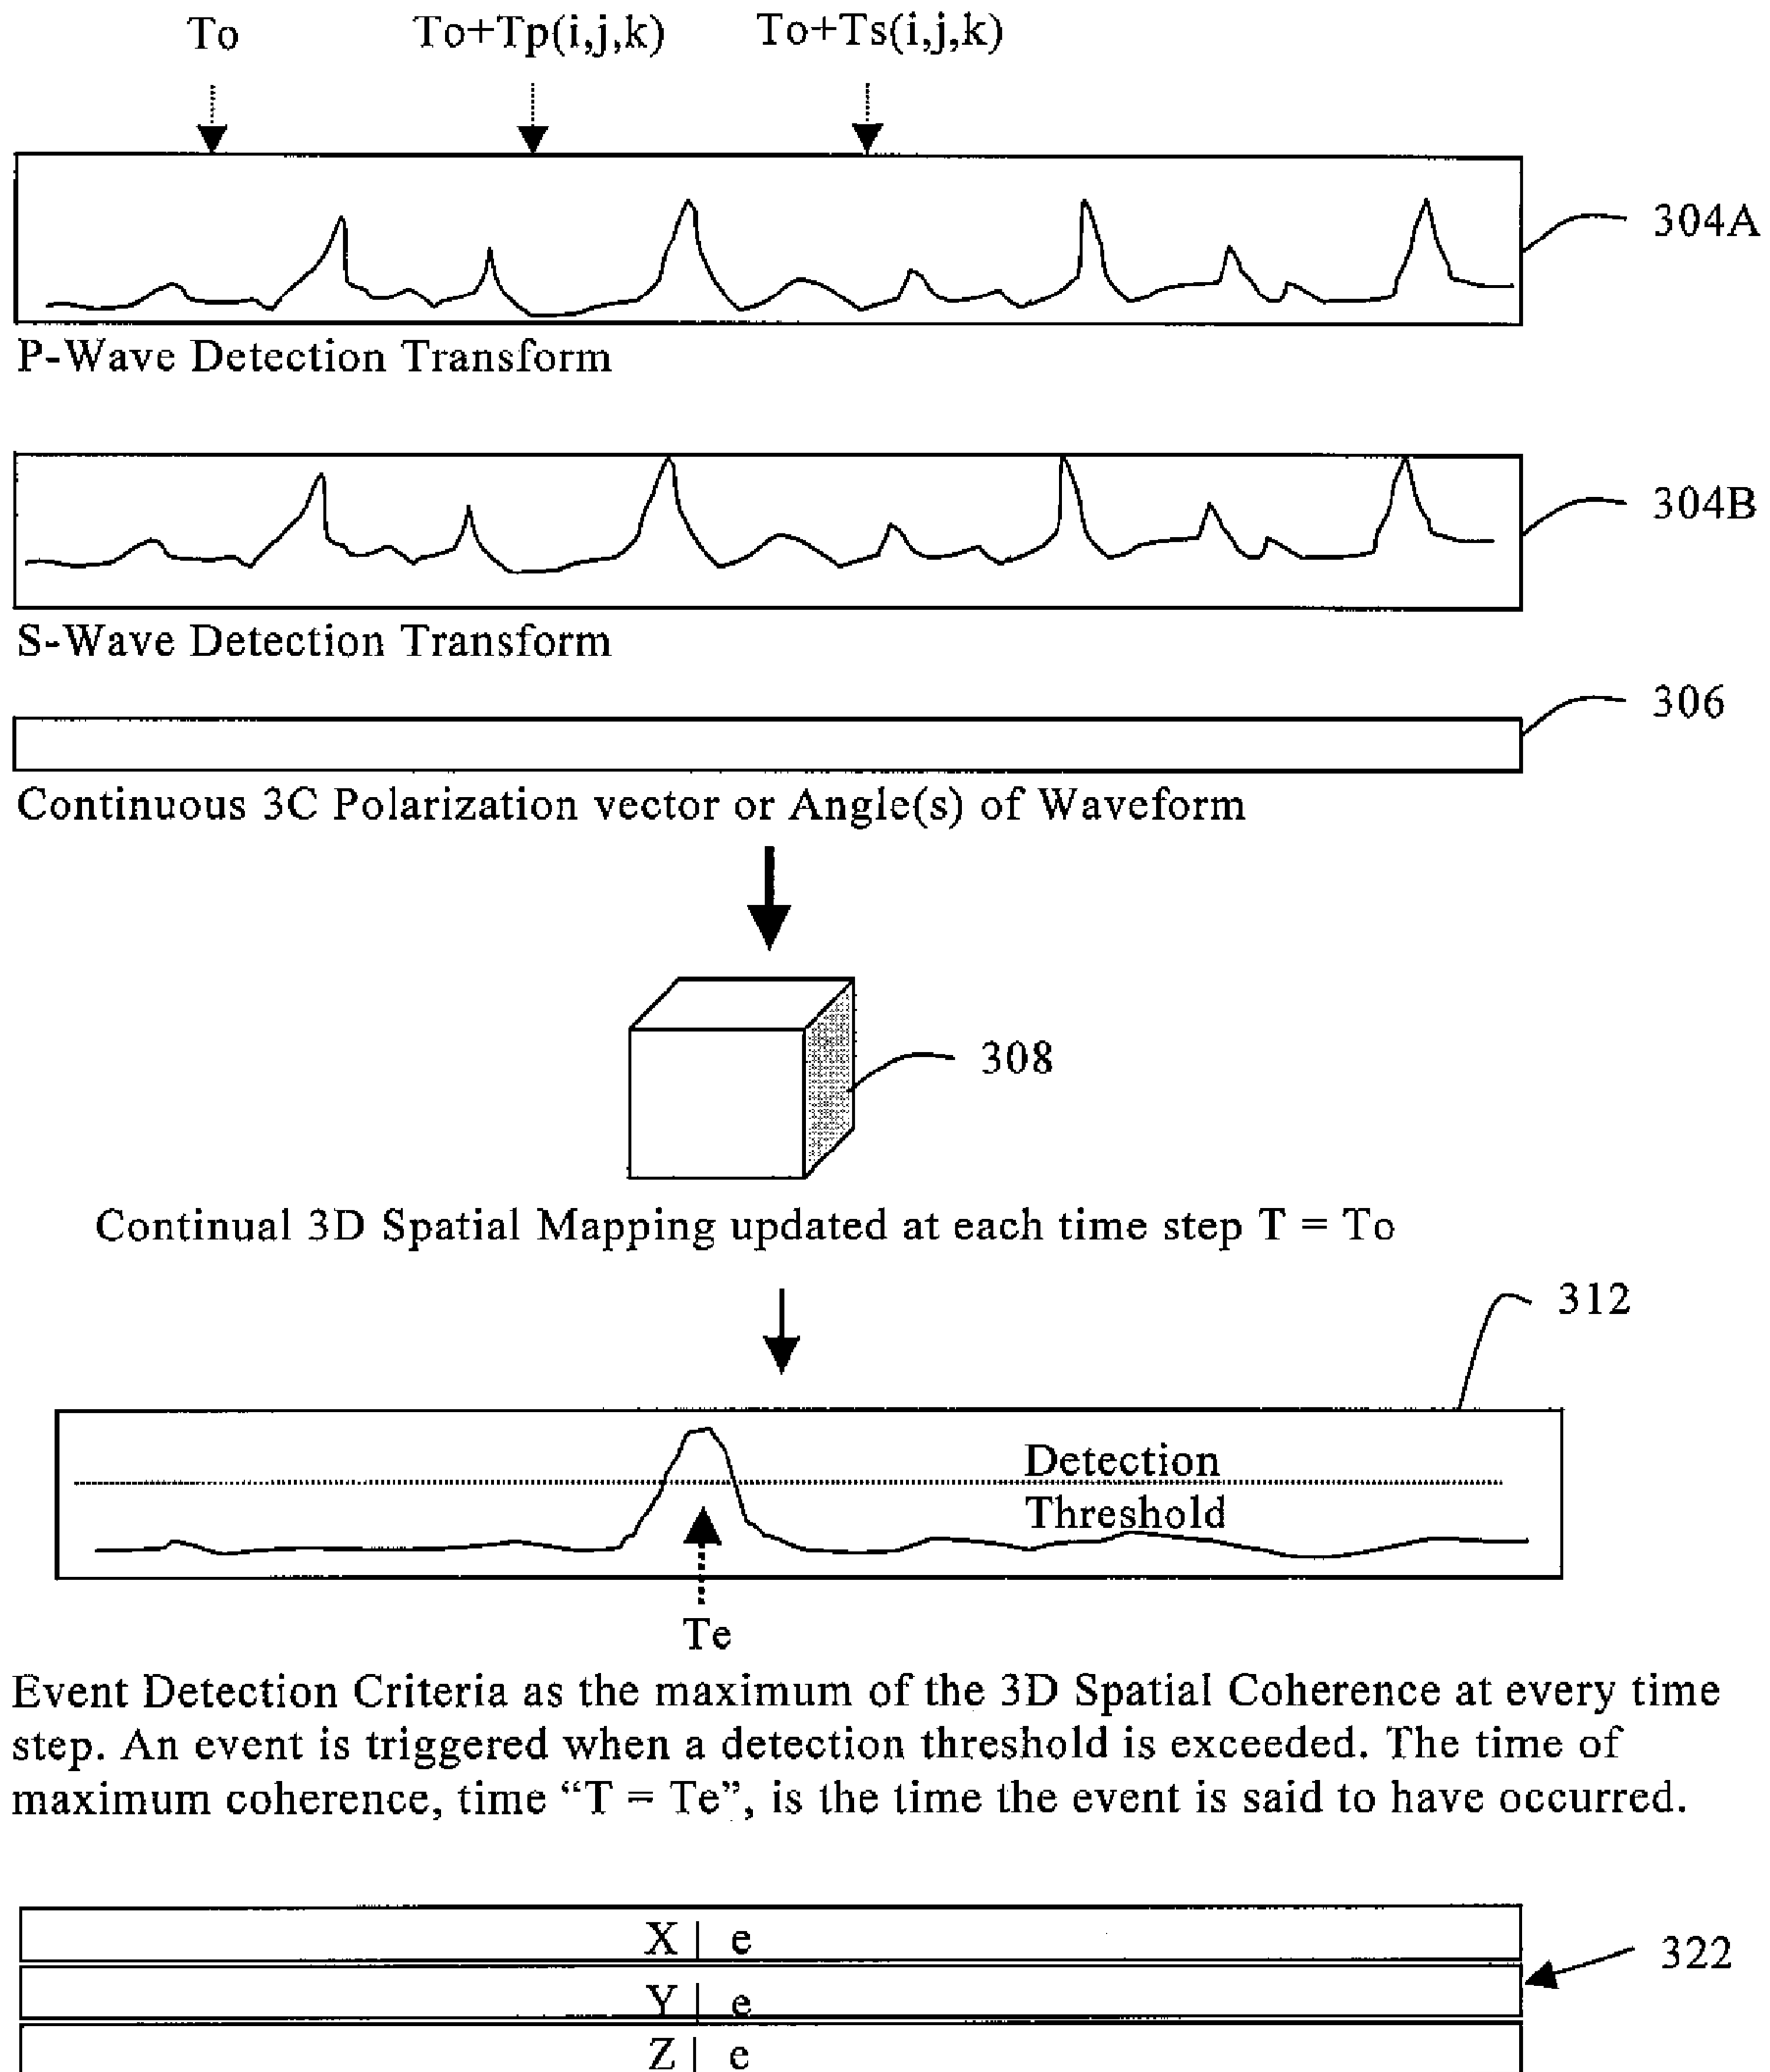 To To+Tp(i,j,k) To+Ts(i,j,k)
304A
P-Wave Detection Transform
304B
S-Wave Detection Transform
306
Continuous 3C Polarization vector or Angle(s) of Waveform
308
Continual 3D Spatial Mapping updated at each time step T = To
312
Detection
Threshold
Te
Event Detection Criteria as the maximum of the 3D Spatial Coherence at every time
step. An event is triggered when a detection threshold is exceeded. The time of
maximum coherence, time “T = Te”, is the time the event is said to have occurred.
X | e
322
Y | e
Z | e